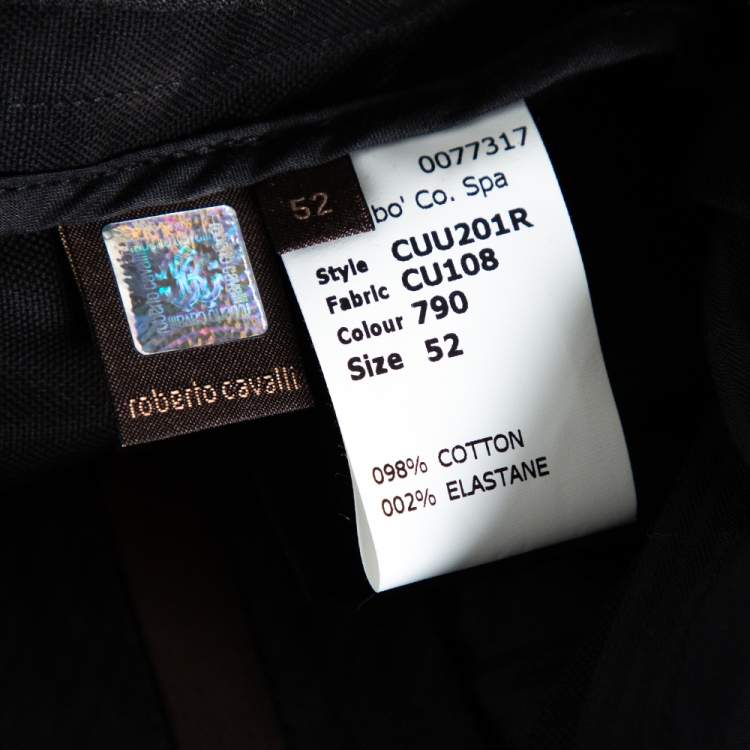 0077317
52
bo' Co. Spa
Style CUU201R
Fabric CU108
Colour 790
Size 52
roberto cavalli
098% COTTON
002% ELASTANE